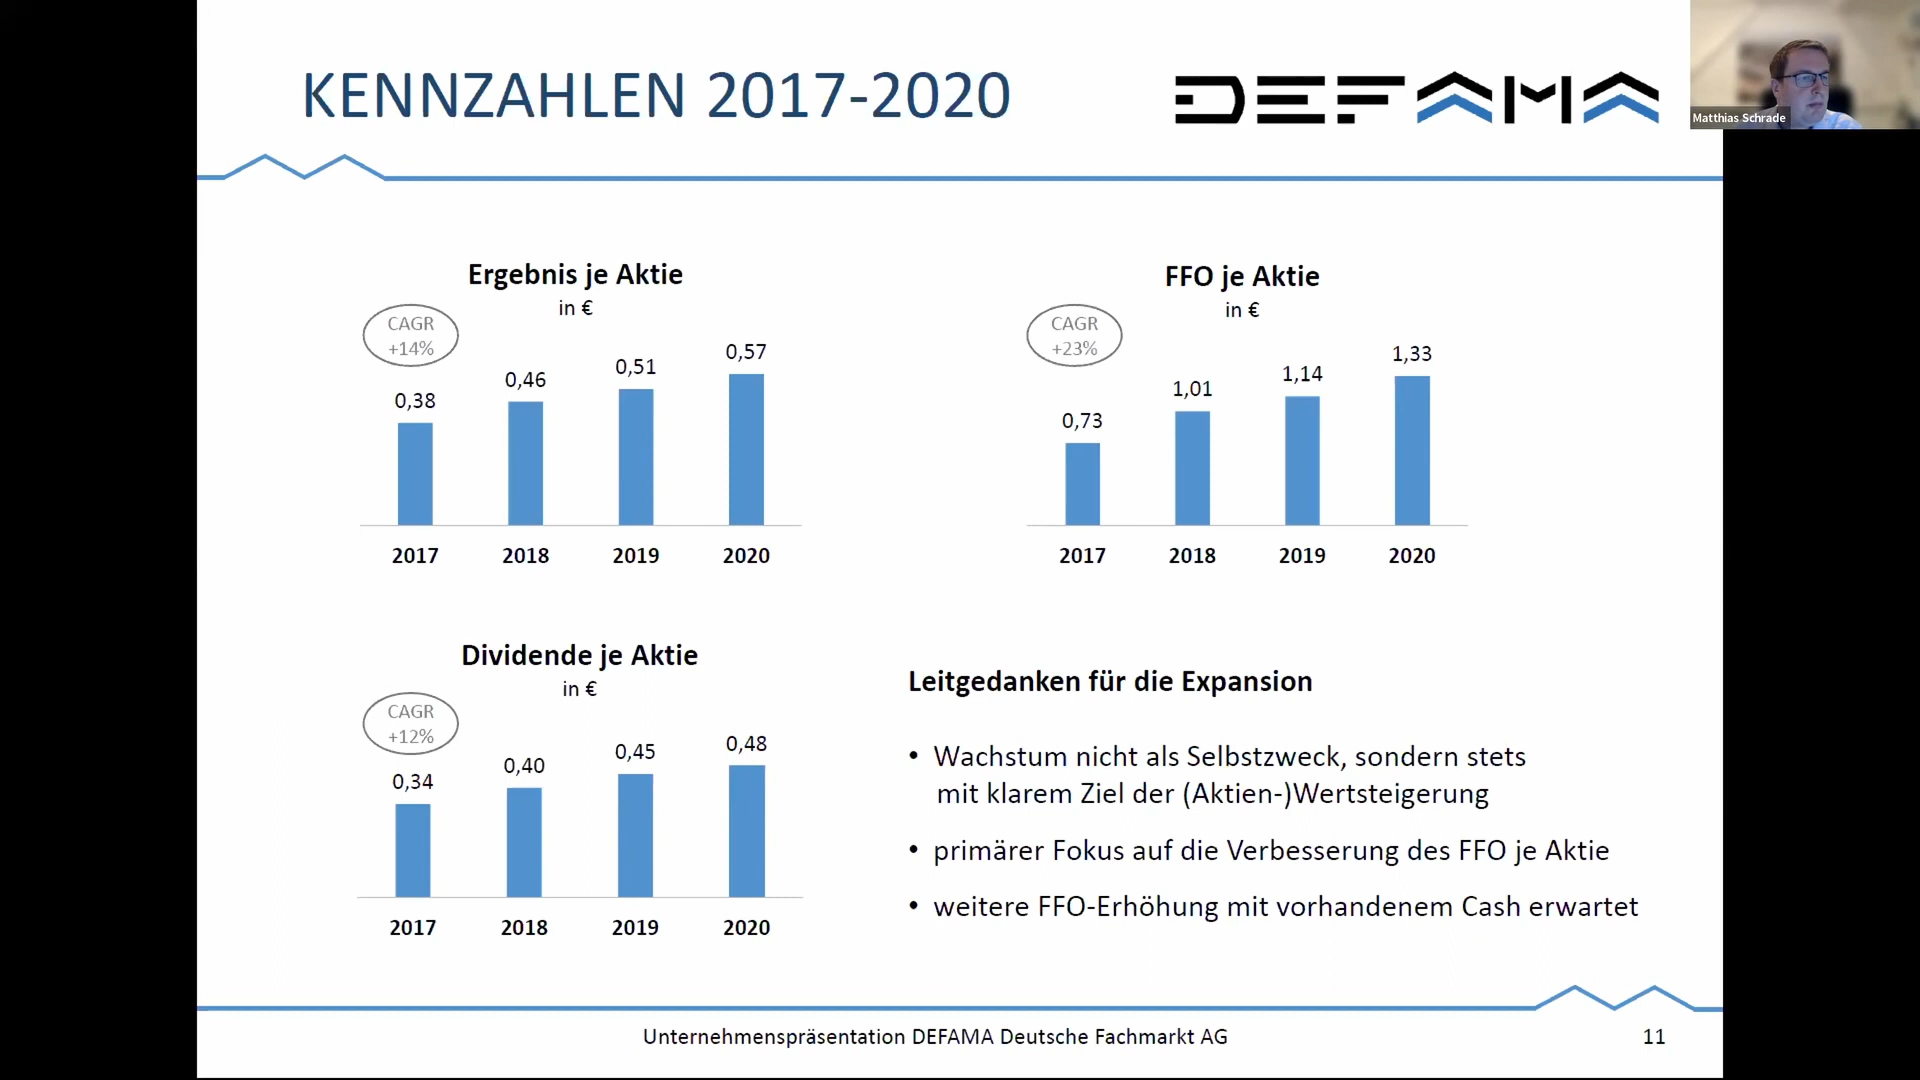 KENNZAHLEN 2017-2020
DEFAMA
Matthias Schrade
Ergebnis je Aktie
in €
CAGR
+14%
0,38
0,46
0,51
0,57
2017
2018
2019
2020
FFO je Aktie
in €
CAGR
+23%
0,73
1,01
1,14
1,33
2017
2018
2019
2020
Dividende je Aktie
in €
CAGR
+12%
0,34
0,40
0,45
0,48
2017
2018
2019
2020
Leitgedanken für die Expansion
• Wachstum nicht als Selbstzweck, sondern stets
mit klarem Ziel der (Aktien-)Wertsteigerung
• primärer Fokus auf die Verbesserung des FFO je Aktie
• weitere FFO-Erhöhung mit vorhandenem Cash erwartet
Unternehmenspräsentation DEFAMA Deutsche Fachmarkt AG
11